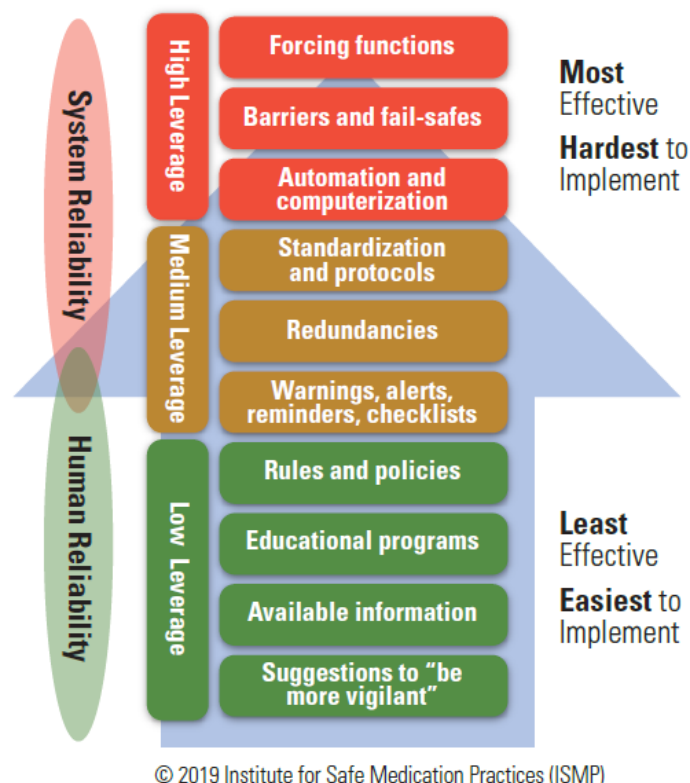 System Reliability
Human Reliability
High Leverage
Forcing functions
Barriers and fail-safes
Automation and
computerization
Medium Leverage
Standardization
and protocols
Redundancies
Warnings, alerts,
reminders, checklists
Low Leverage
Rules and policies
Educational programs
Available information
Suggestions to “be
more vigilant”
Most
Effective
Hardest to
Implement
Least
Effective
Easiest to
Implement
© 2019 Institute for Safe Medication Practices (ISMP)